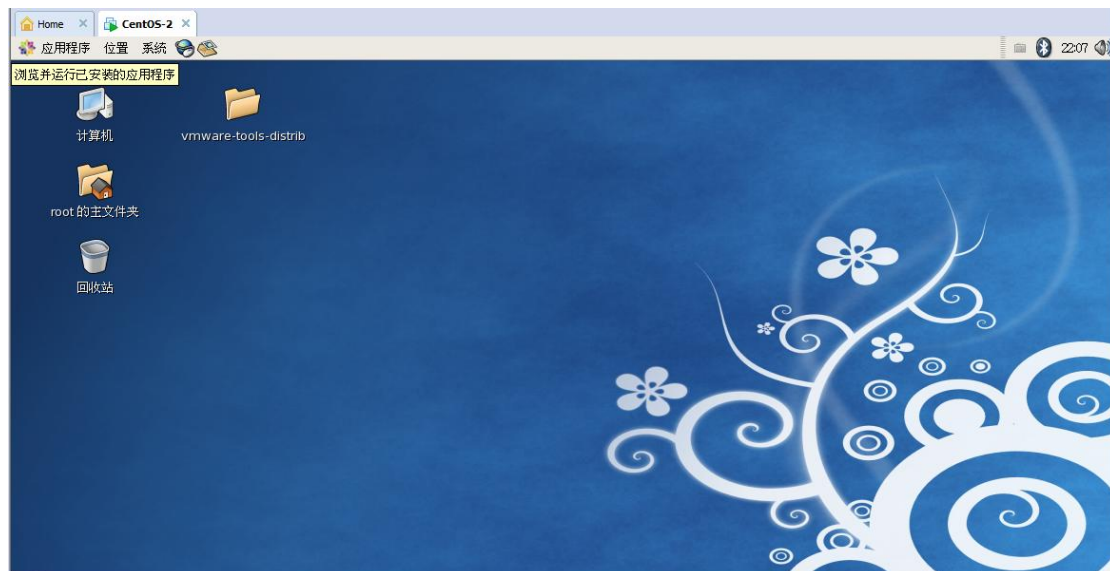 Home CentOS-2
应用程序 位置 系统 22:07
浏览并运行已安装的应用程序
计算机 vmware-tools-distrib
root 的主文件夹
回收站